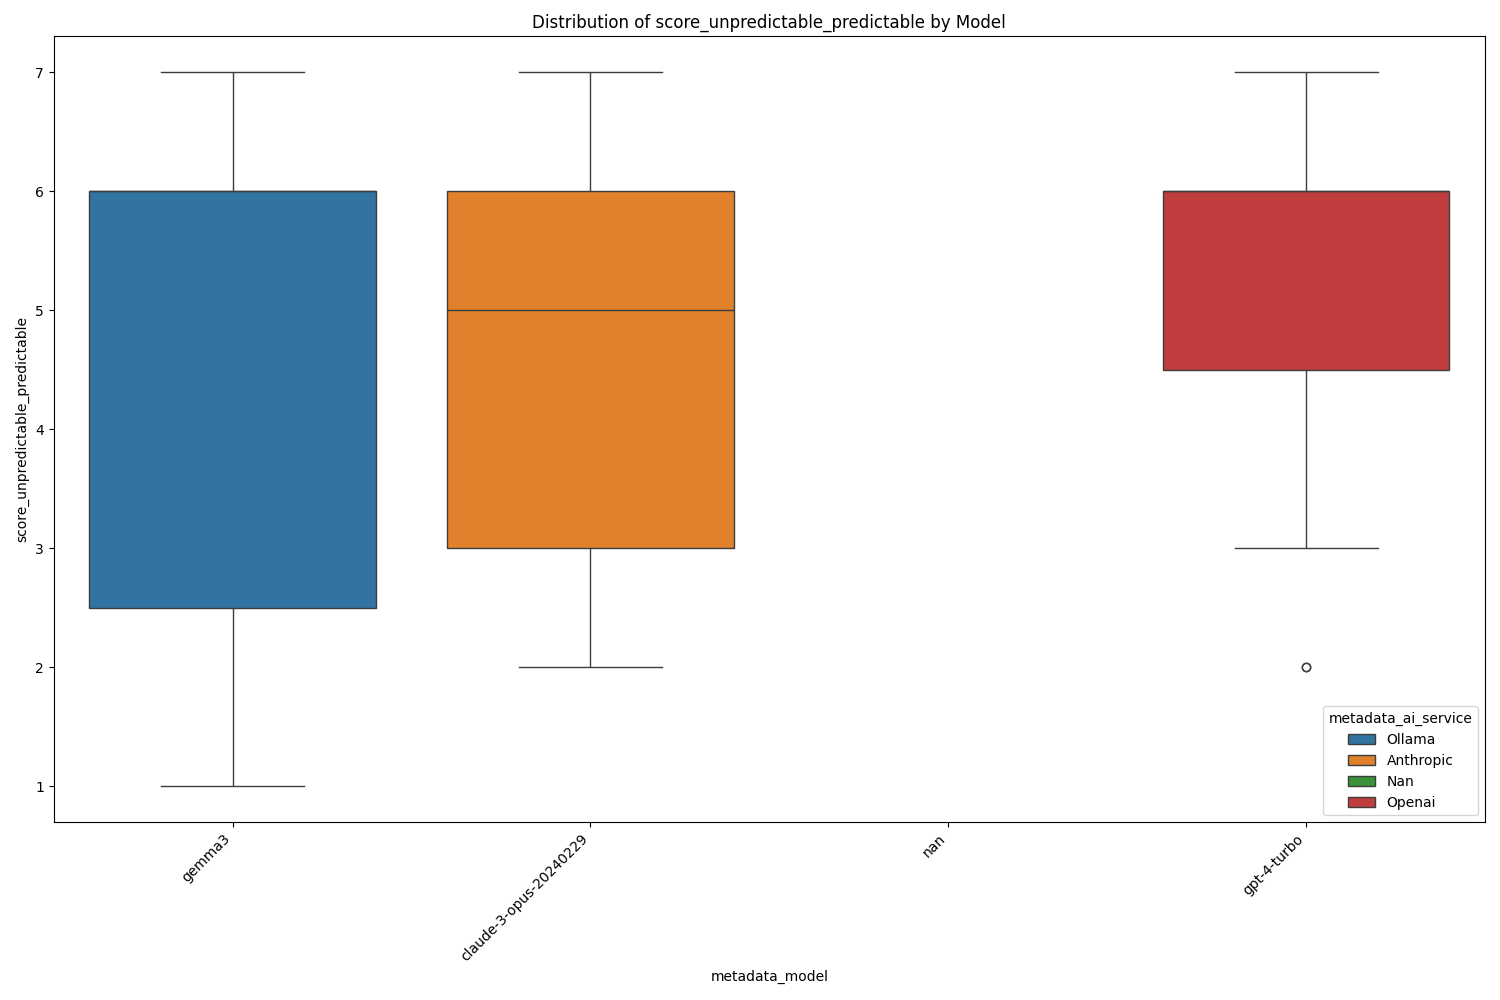 Distribution of score_unpredictable_predictable by Model
score_unpredictable_predictable
7
6
5
4
3
2
1
metadata_ai_service
Ollama
Anthropic
Nan
Openai
gemma3
claude-3-opus-20240229
nan
gpt-4-turbo
metadata_model